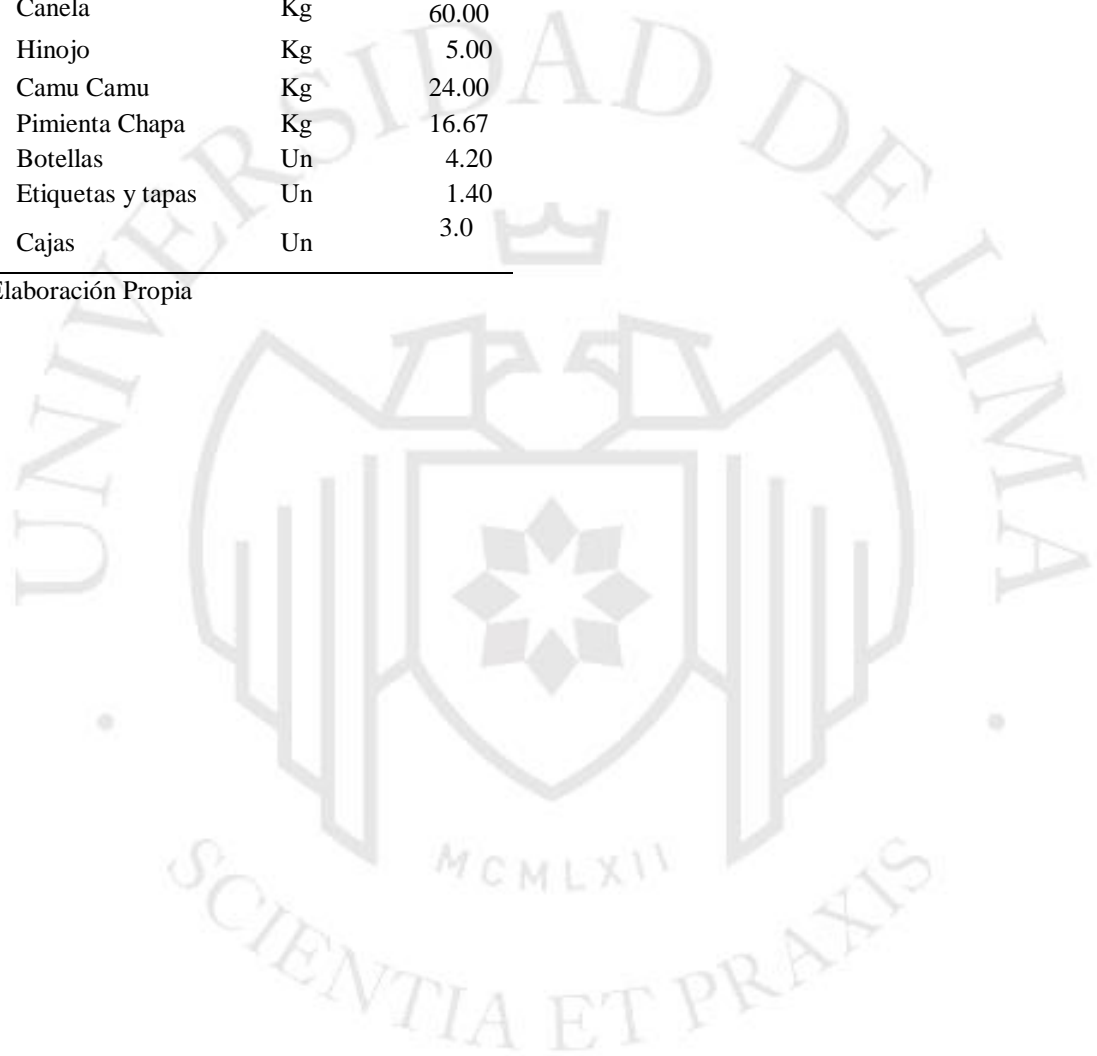 Canela Kg 60.00
Hinojo Kg 5.00
Camu Camu Kg 24.00
Pimienta Chapa Kg 16.67
Botellas Un 4.20
Etiquetas y tapas Un 1.40
Cajas Un 3.0
Elaboración Propia
UNIVERSIDAD DE LIMA
MCMLXII
SCIENTIA ET PRAXIS